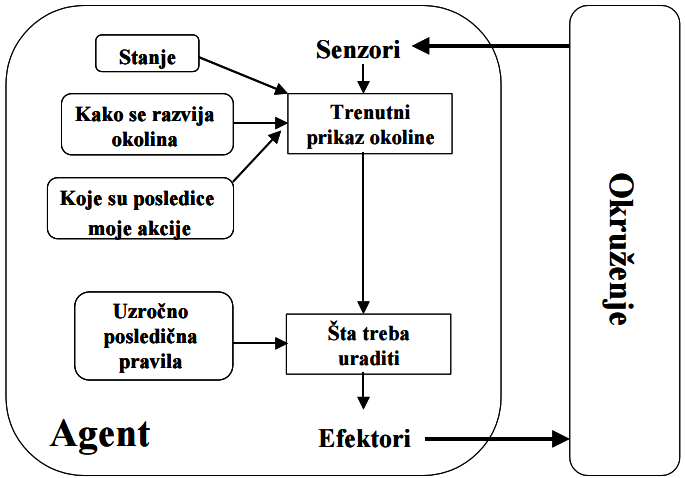 Stanje
Senzori
Kako se razvija
okolina
Trenutni
prikaz okoline
Koje su posledice
moje akcije
Okruženje
Uzročno
posledična
pravila
Šta treba
uraditi
Agent
Efektori